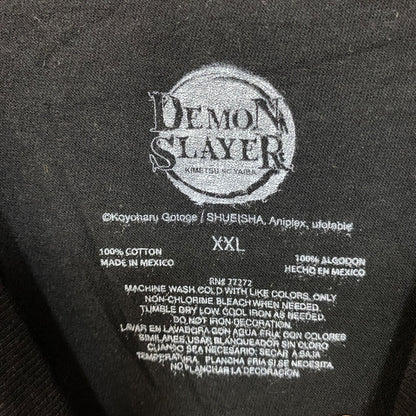 DEMON
SLAYER
KIMETSU NO YAIBA
©Koyoharu Gotoge / SHUEISHA, Aniplex, ufotable
XXL
100% COTTON
MADE IN MEXICO
100% ALGODON
HECHO EN MEXICO
RN# 77272
MACHINE WASH COLD WITH LIKE COLORS, ONLY
NON-CHLORINE BLEACH WHEN NEEDED.
TUMBLE DRY LOW. COOL IRON AS NEEDED.
DO NOT IRON DECORATION.
LAVAR EN LAVADORA CON AGUA FRIA CON COLORES
SIMILARES. USAR BLANQUEADOR SIN CLORO
CUANDO SEA NECESARIO. SECAR A BAJA
TEMPERATURA. PLANCHA TIBIA SI ES NECESARIO.
NO PLANCHAR LA DECORACION.